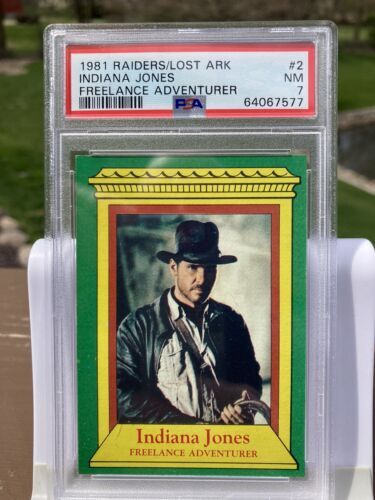 1981 RAIDERS/LOST ARK #2
INDIANA JONES NM
FREELANCE ADVENTURER 7
PSA 64067577
Indiana Jones
FREELANCE ADVENTURER